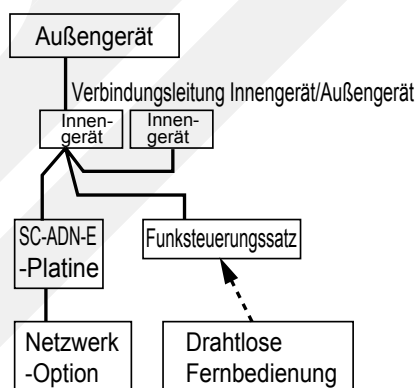 Außengerät
Verbindungsleitung Innengerät/Außengerät
Innen-
gerät
Innen-
gerät
SC-ADN-E
-Platine
Funksteuerungssatz
Netzwerk
-Option
Drahtlose
Fernbedienung